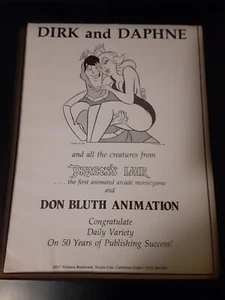 DIRK and DAPHNE
and all the creatures from
DRAGON'S LAIR
. . . the first animated arcade movie/game
and
DON BLUTH ANIMATION
Congratulate
Daily Variety
On 50 Years of Publishing Success!